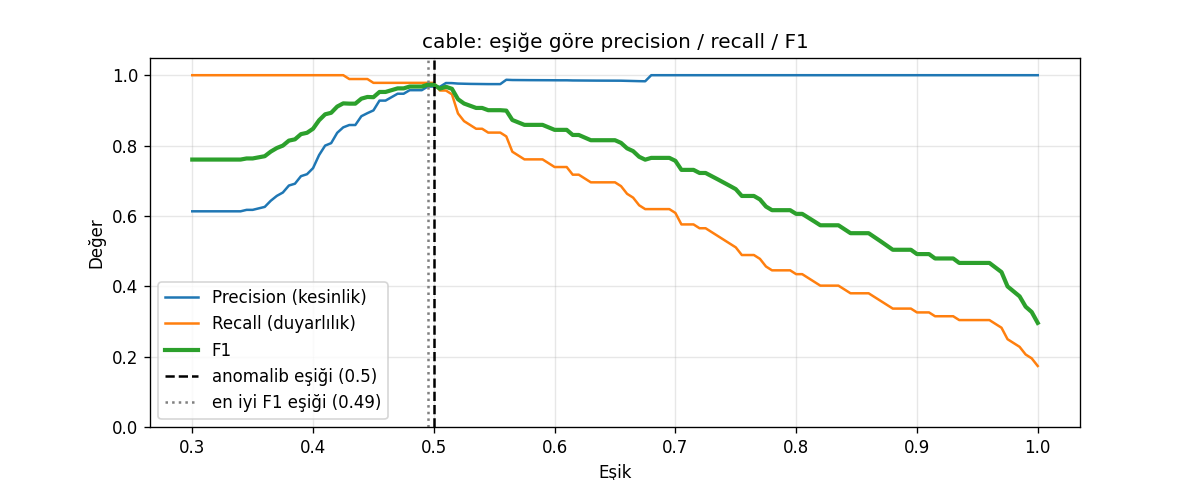 cable: eşiğe göre precision / recall / F1
Değer
1.0
0.8
0.6
0.4
0.2
0.0
Precision (kesinlik)
Recall (duyarlılık)
F1
anomalib eşiği (0.5)
en iyi F1 eşiği (0.49)
0.3 0.4 0.5 0.6 0.7 0.8 0.9 1.0
Eşik